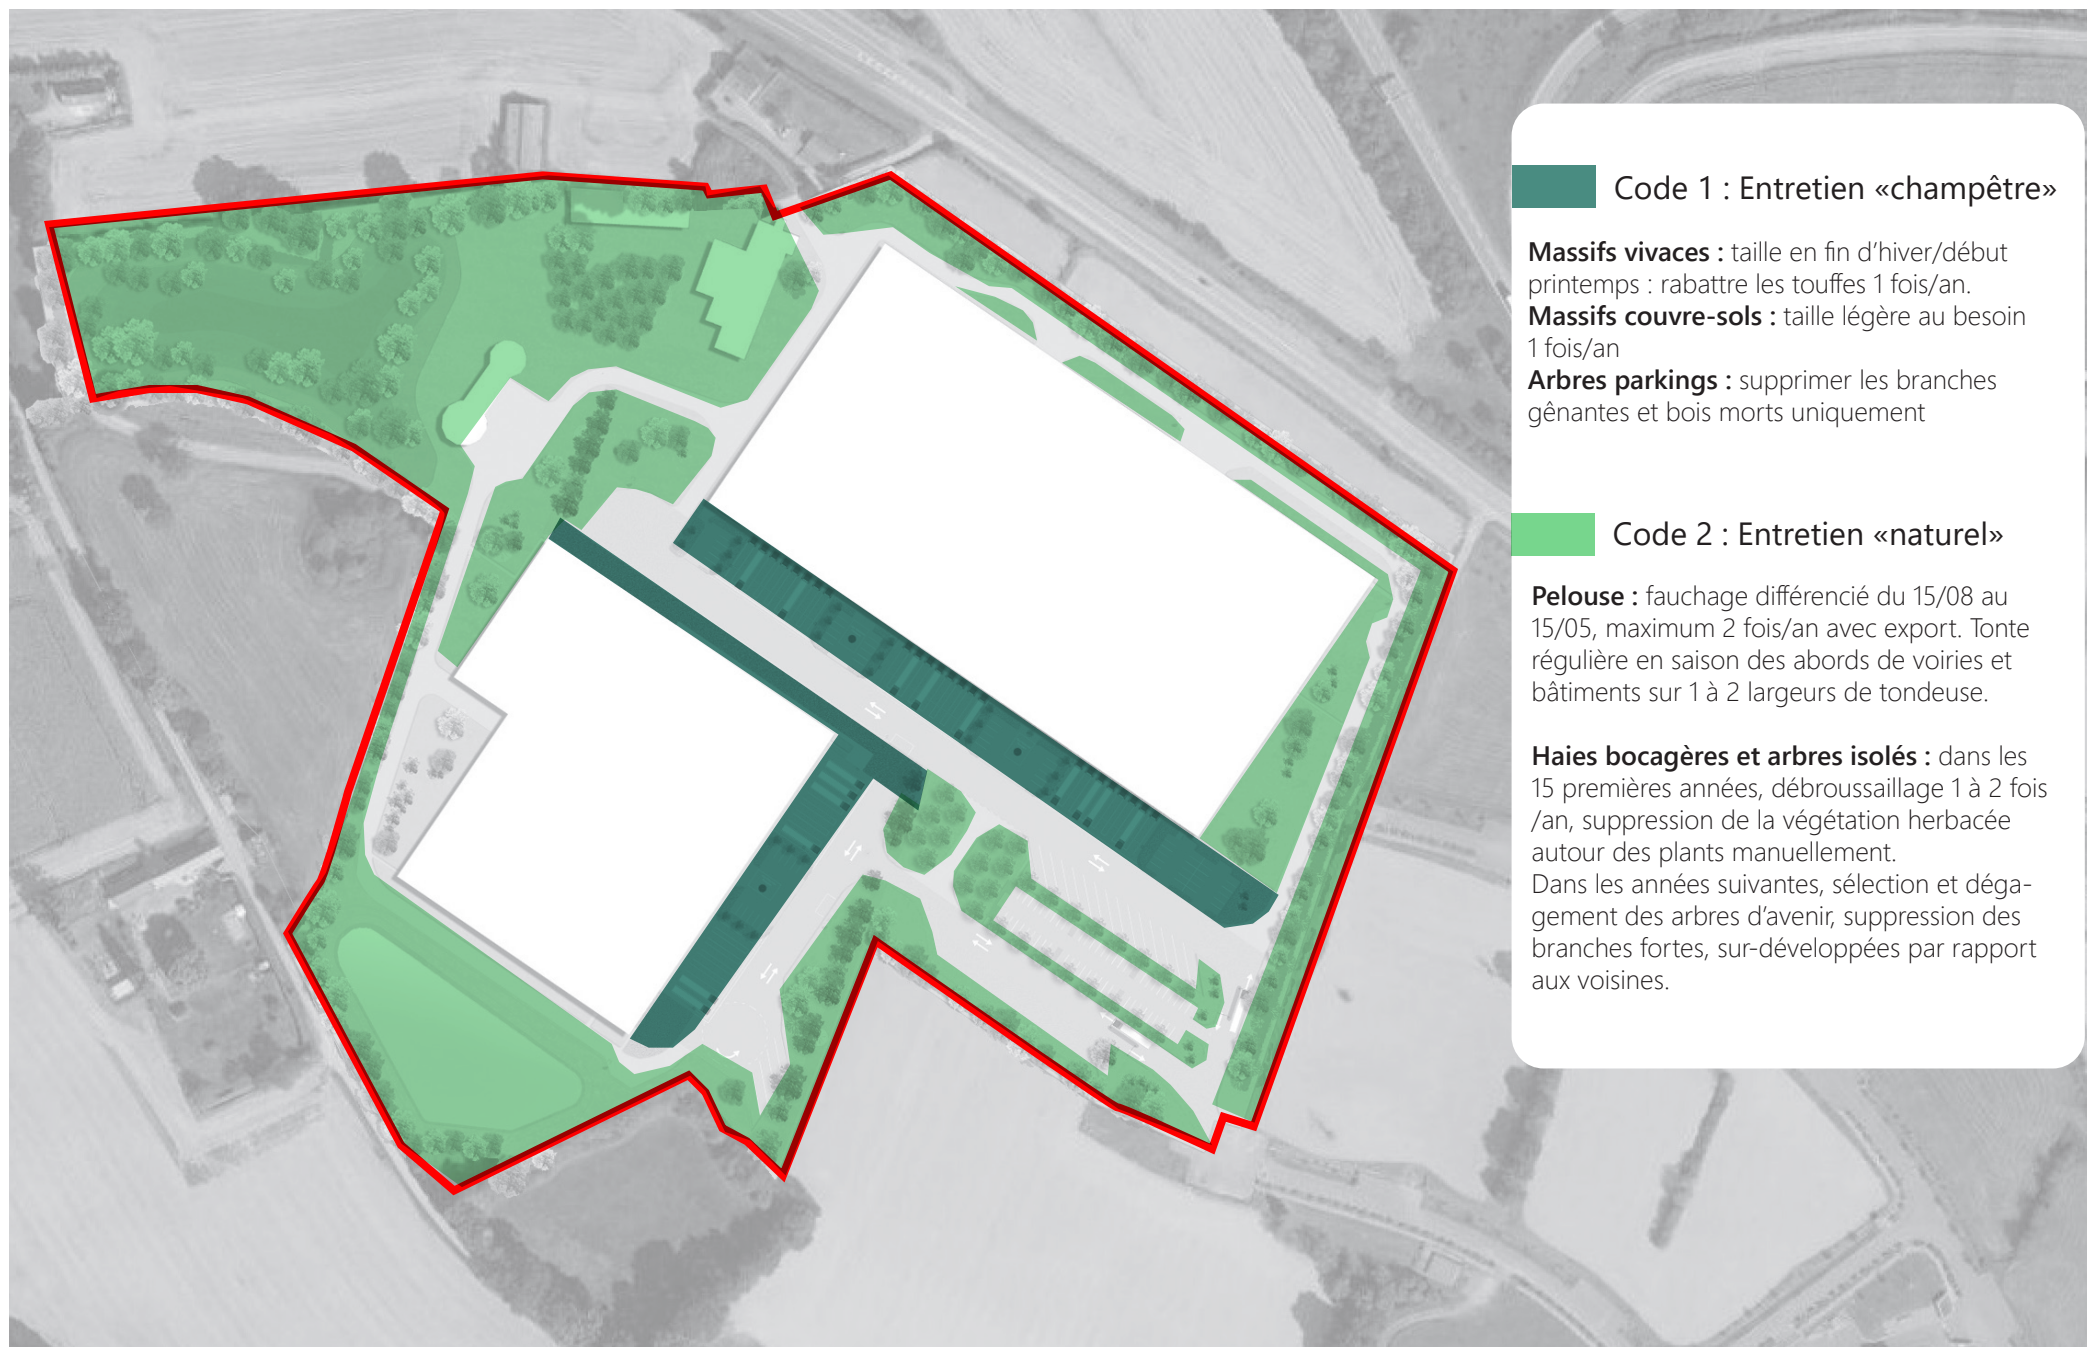 Code 1 : Entretien «champêtre»
Massifs vivaces : taille en fin d’hiver/début
printemps : rabattre les touffes 1 fois/an.
Massifs couvre-sols : taille légère au besoin
1 fois/an
Arbres parkings : supprimer les branches
gênantes et bois morts uniquement
Code 2 : Entretien «naturel»
Pelouse : fauchage différencié du 15/08 au
15/05, maximum 2 fois/an avec export. Tonte
régulière en saison des abords de voiries et
bâtiments sur 1 à 2 largeurs de tondeuse.
Haies bocagères et arbres isolés : dans les
15 premières années, débroussaillage 1 à 2 fois
/an, suppression de la végétation herbacée
autour des plants manuellement.
Dans les années suivantes, sélection et déga-
gement des arbres d’avenir, suppression des
branches fortes, sur-développées par rapport
aux voisines.